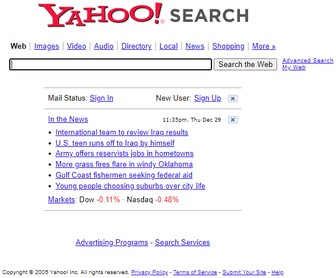 YAHOO! SEARCH
Web | Images | Video | Audio | Directory | Local | News | Shopping | More »
Search the Web
Advanced Search
My Web
Mail Status: Sign In New User: Sign Up
In the News 11:35pm, Thu Dec 29
• International team to review Iraq results
• U.S. teen runs off to Iraq by himself
• Army offers reservists jobs in hometowns
• More grass fires flare in windy Oklahoma
• Gulf Coast fishermen seeking federal aid
• Young people choosing suburbs over city life
Markets: Dow -0.11% - Nasdaq -0.48%
Advertising Programs - Search Services
Copyright © 2005 Yahoo! Inc. All rights reserved. Privacy Policy - Terms of Service - Submit Your Site - Help